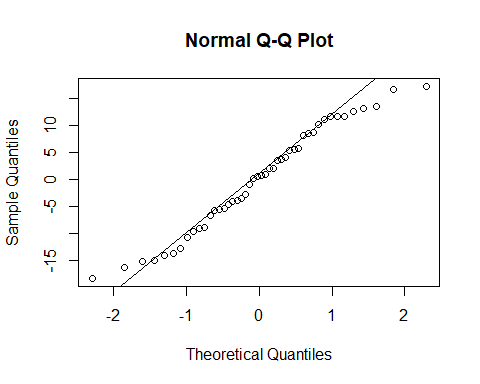 Normal Q-Q Plot
Sample Quantiles
10
5
0
-5
-15
-2 -1 0 1 2
Theoretical Quantiles